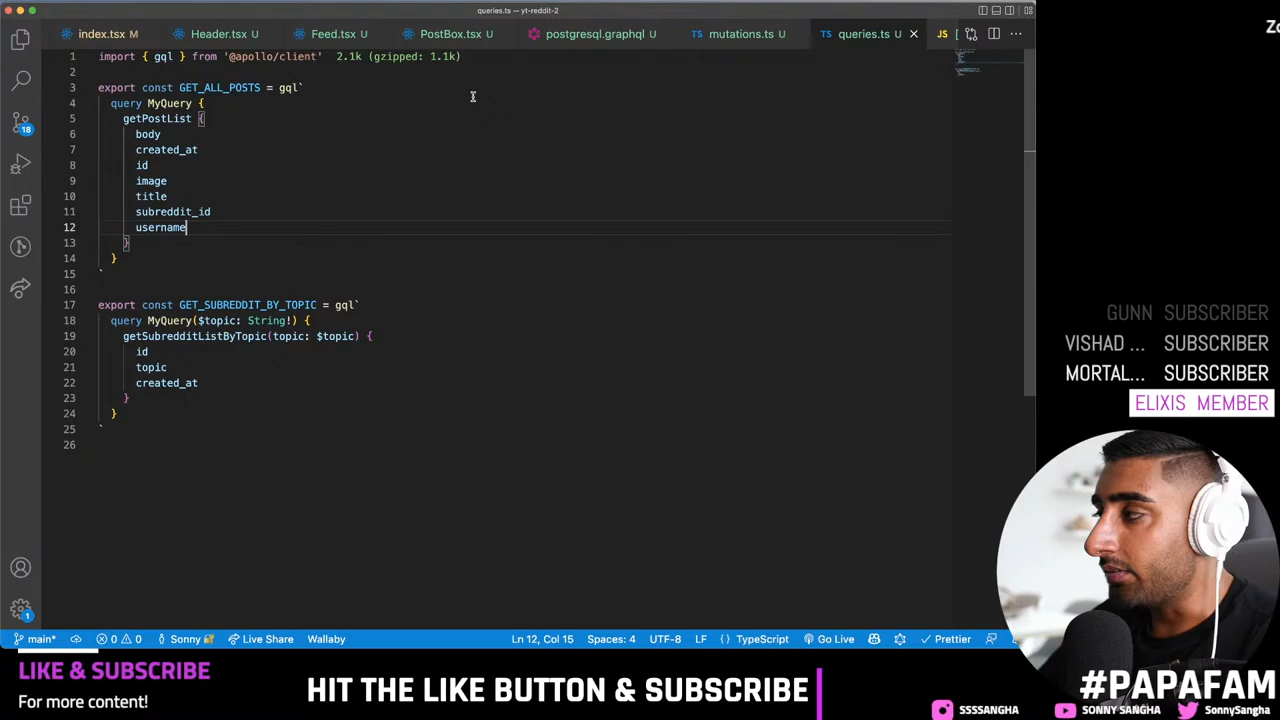 queries.ts — yt-reddit-2
index.tsx M
Header.tsx U
Feed.tsx U
PostBox.tsx U
postgresql.graphql U
mutations.ts U
queries.ts U
JS
1 import { gql } from '@apollo/client' 2.1k (gzipped: 1.1k)
2
3 export const GET_ALL_POSTS = gql`
4 query MyQuery {
5 getPostList {
6 body
7 created_at
8 id
9 image
10 title
11 subreddit_id
12 username
13 }
14 }
15 `
16
17 export const GET_SUBREDDIT_BY_TOPIC = gql`
18 query MyQuery($topic: String!) {
19 getSubredditListByTopic(topic: $topic) {
20 id
21 topic
22 created_at
23 }
24 }
25 `
26
18
1
main*
0 0
Sonny
Live Share
Wallaby
Ln 12, Col 15
Spaces: 4
UTF-8
LF
{ } TypeScript
Go Live
Prettier
Zo
GUNN SUBSCRIBER
VISHAD ... SUBSCRIBER
MORTAL... SUBSCRIBER
ELIXIS MEMBER
LIKE & SUBSCRIBE
For more content!
HIT THE LIKE BUTTON & SUBSCRIBE
#PAPAFAM
SSSSANGHA
SONNY SANGHA
SonnySangha